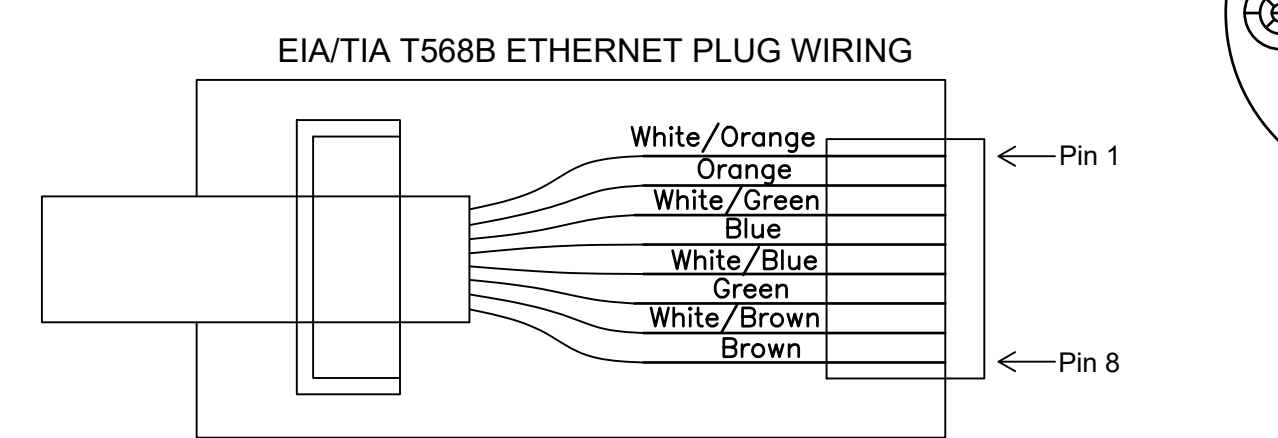 EIA/TIA T568B ETHERNET PLUG WIRING
White/Orange
Pin 1
Orange
White/Green
Blue
White/Blue
Green
White/Brown
Brown
Pin 8